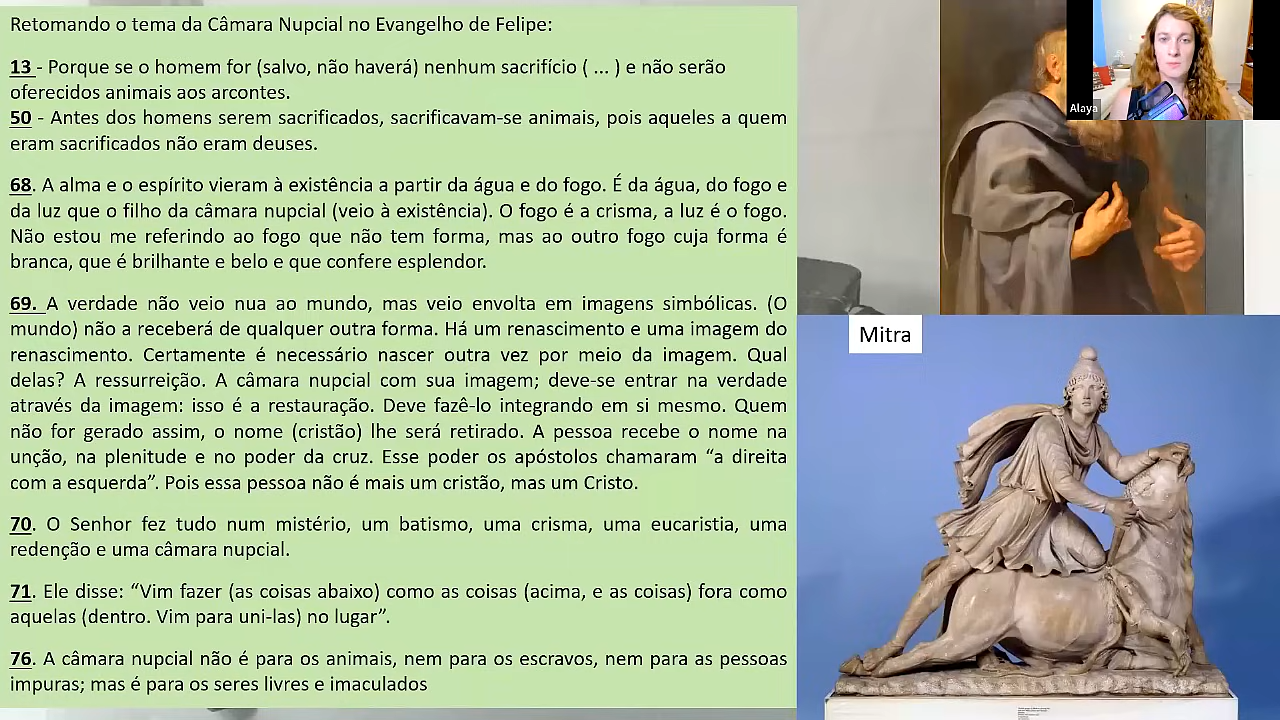 Retomando o tema da Câmara Nupcial no Evangelho de Felipe:
13 - Porque se o homem for (salvo, não haverá) nenhum sacrifício ( ... ) e não serão
oferecidos animais aos arcontes.
50 - Antes dos homens serem sacrificados, sacrificavam-se animais, pois aqueles a quem
eram sacrificados não eram deuses.
68. A alma e o espírito vieram à existência a partir da água e do fogo. É da água, do fogo e
da luz que o filho da câmara nupcial (veio à existência). O fogo é a crisma, a luz é o fogo.
Não estou me referindo ao fogo que não tem forma, mas ao outro fogo cuja forma é
branca, que é brilhante e belo e que confere esplendor.
69. A verdade não veio nua ao mundo, mas veio envolta em imagens simbólicas. (O
mundo) não a receberá de qualquer outra forma. Há um renascimento e uma imagem do
renascimento. Certamente é necessário nascer outra vez por meio da imagem. Qual
delas? A ressurreição. A câmara nupcial com sua imagem; deve-se entrar na verdade
através da imagem: isso é a restauração. Deve fazê-lo integrando em si mesmo. Quem
não for gerado assim, o nome (cristão) lhe será retirado. A pessoa recebe o nome na
unção, na plenitude e no poder da cruz. Esse poder os apóstolos chamaram “a direita
com a esquerda”. Pois essa pessoa não é mais um cristão, mas um Cristo.
70. O Senhor fez tudo num mistério, um batismo, uma crisma, uma eucaristia, uma
redenção e uma câmara nupcial.
71. Ele disse: “Vim fazer (as coisas abaixo) como as coisas (acima, e as coisas) fora como
aquelas (dentro. Vim para uni-las) no lugar”.
76. A câmara nupcial não é para os animais, nem para os escravos, nem para as pessoas
impuras; mas é para os seres livres e imaculados
Alaya
Mitra